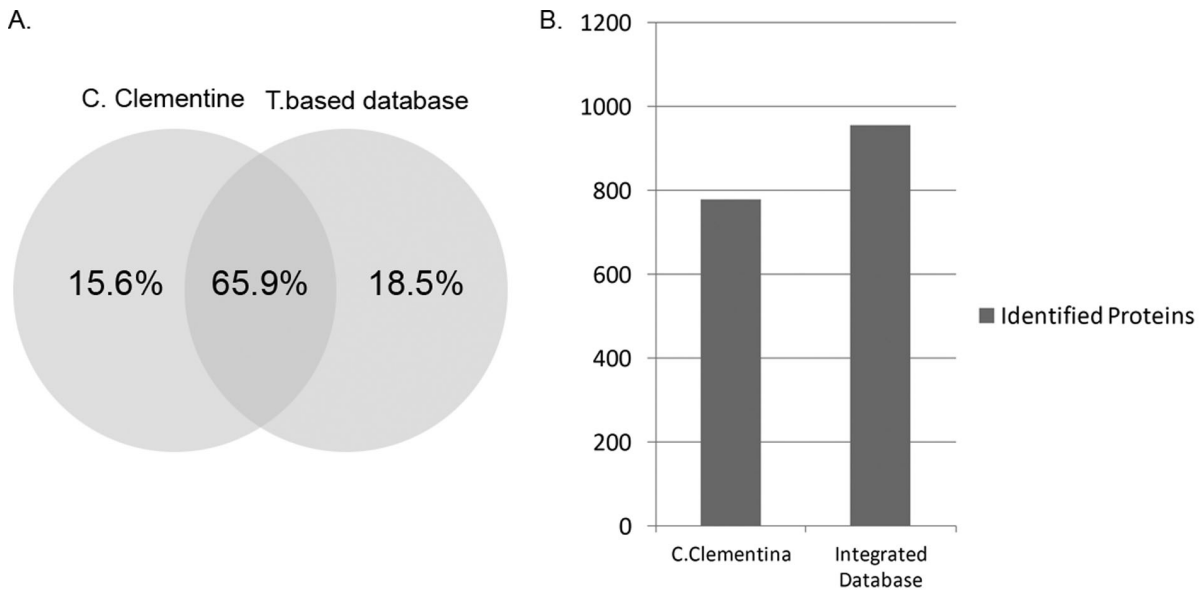 A.
C. Clementine T.based database
15.6% 65.9% 18.5%
B.
1200
1000
800
600
400
200
0
C.Clementina
Integrated
Database
Identified Proteins